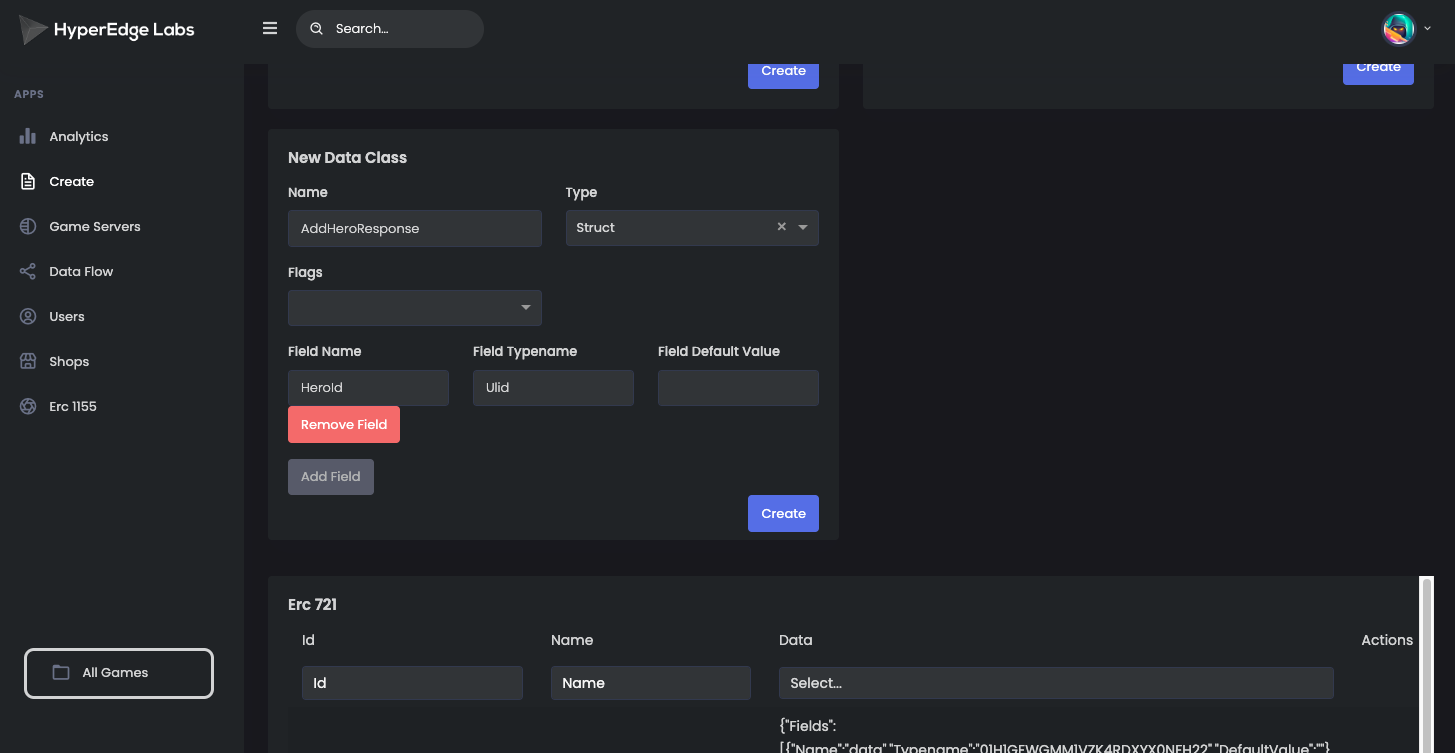 HyperEdge Labs
Search...
Create
Create
APPS
Analytics
Create
Game Servers
Data Flow
Users
Shops
Erc 1155
All Games
New Data Class
Name
Type
AddHeroResponse
Struct
Flags
Field Name
Field Typename
Field Default Value
HeroId
Ulid
Remove Field
Add Field
Create
Erc 721
Id
Name
Data
Actions
Id
Name
Select...
{"Fields":
[{"Name":"data","Typename":"01H1GEWGMM1VZK4RDXYX0NFH22","DefaultValue":""}